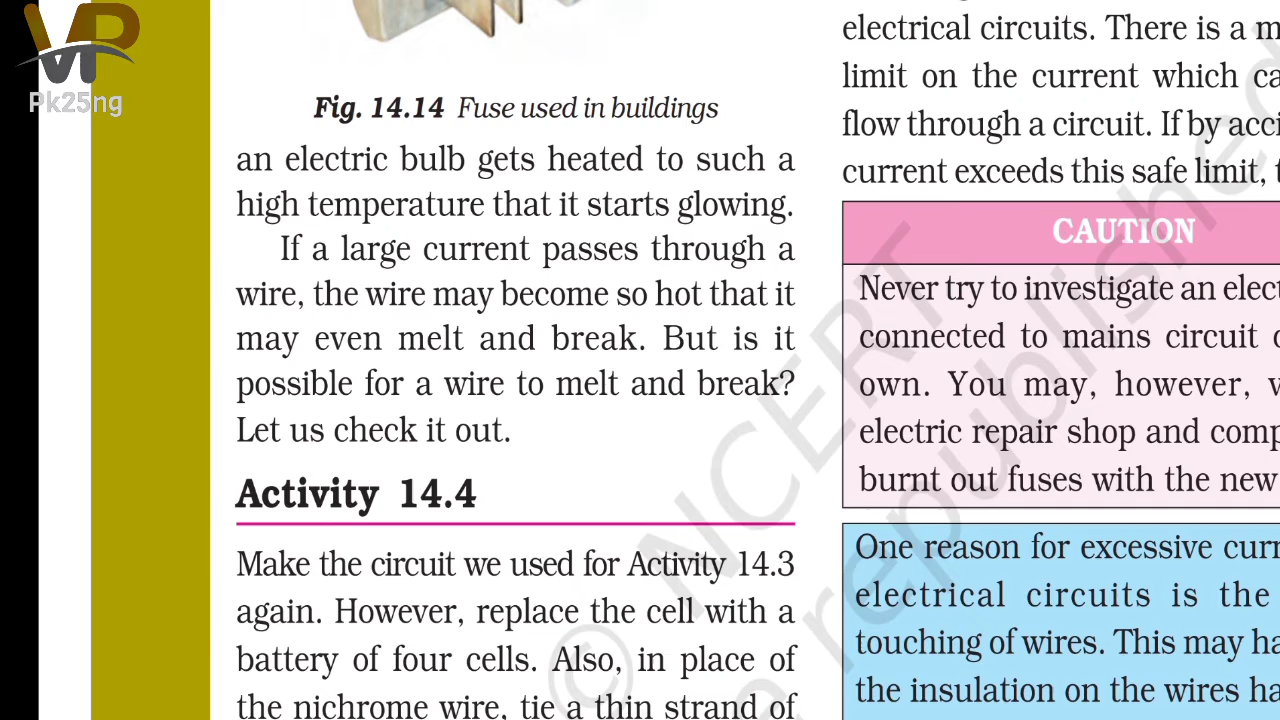 VP
Pk25ng
Fig. 14.14 Fuse used in buildings
an electric bulb gets heated to such a
high temperature that it starts glowing.
If a large current passes through a
wire, the wire may become so hot that it
may even melt and break. But is it
possible for a wire to melt and break?
Let us check it out.
Activity 14.4
Make the circuit we used for Activity 14.3
again. However, replace the cell with a
battery of four cells. Also, in place of
the nichrome wire, tie a thin strand of
electrical circuits. There is a
limit on the current which
flow through a circuit. If by
current exceeds this safe limit,
CAUTION
Never try to investigate an
connected to mains circuit
own. You may, however,
electric repair shop and
burnt out fuses with the new
One reason for excessive
electrical circuits is the
touching of wires. This may
the insulation on the wires
© NCERT
republished